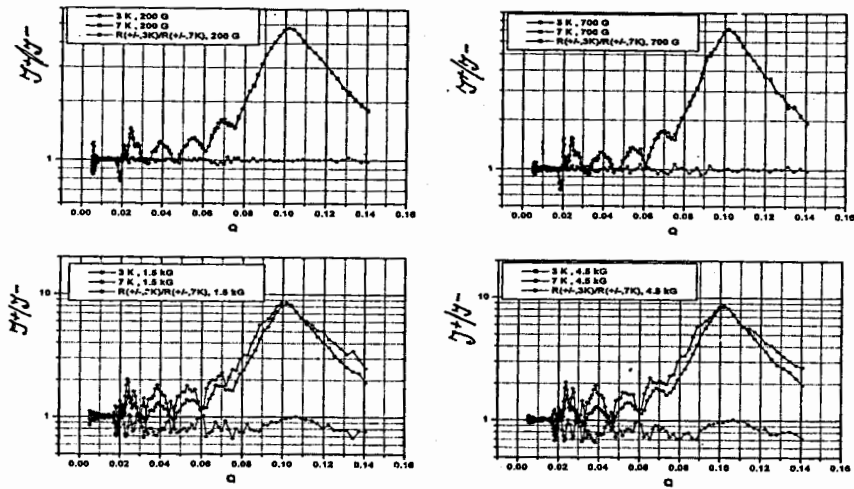 3 K , 200 G
7 K , 200 G
R(+/-,3K)/R(+/-,7K), 200 G
1
0.00 0.02 0.04 0.06 0.08 0.10 0.12 0.14 0.16
Q
3 K , 700 G
7 K , 700 G
R(+/-,3K)/R(+/-,7K), 700 G
1
0.00 0.02 0.04 0.06 0.08 0.10 0.12 0.14 0.16
Q
3 K , 1.5 kG
7 K , 1.5 kG
R(+/-,3K)/R(+/-,7K), 1.5 kG
10
1
0.00 0.02 0.04 0.06 0.08 0.10 0.12 0.14 0.16
Q
3 K , 4.5 kG
7 K , 4.5 kG
R(+/-,3K)/R(+/-,7K), 4.5 kG
10
1
0.00 0.02 0.04 0.06 0.08 0.10 0.12 0.14 0.16
Q